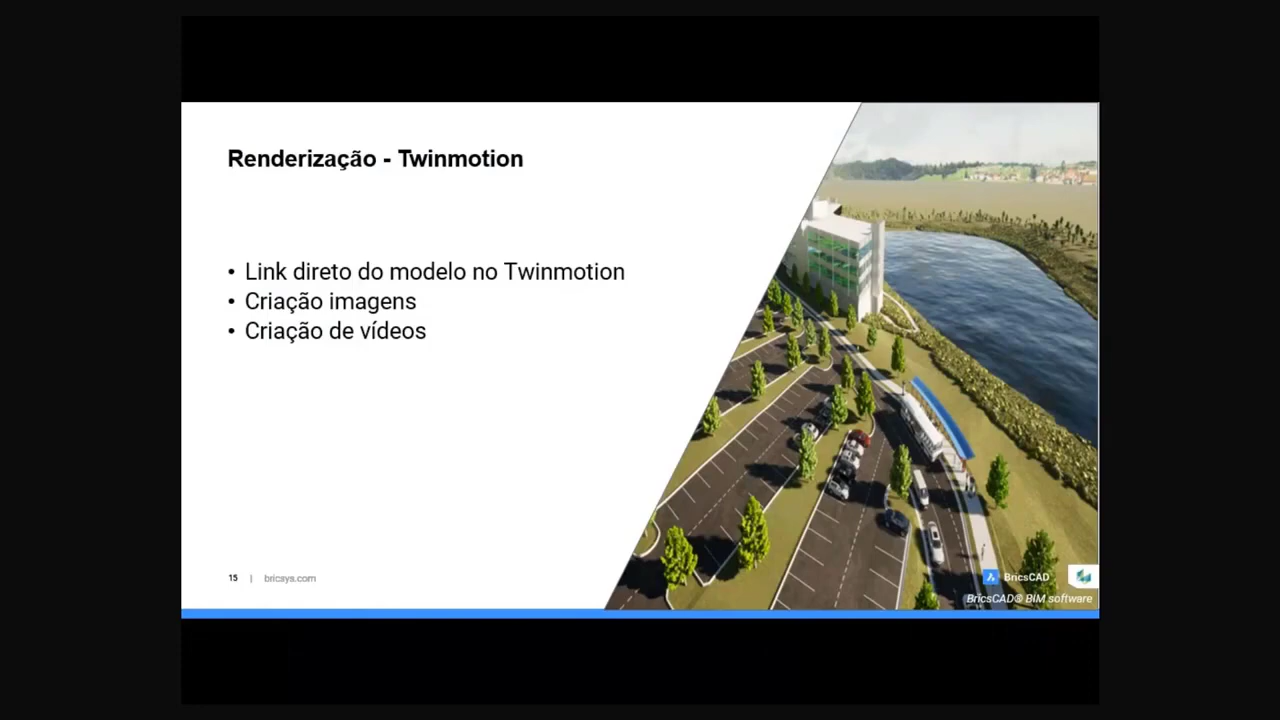 Renderização - Twinmotion
• Link direto do modelo no Twinmotion
• Criação imagens
• Criação de vídeos
15 | bricsys.com
BricsCAD
BricsCAD® BIM software